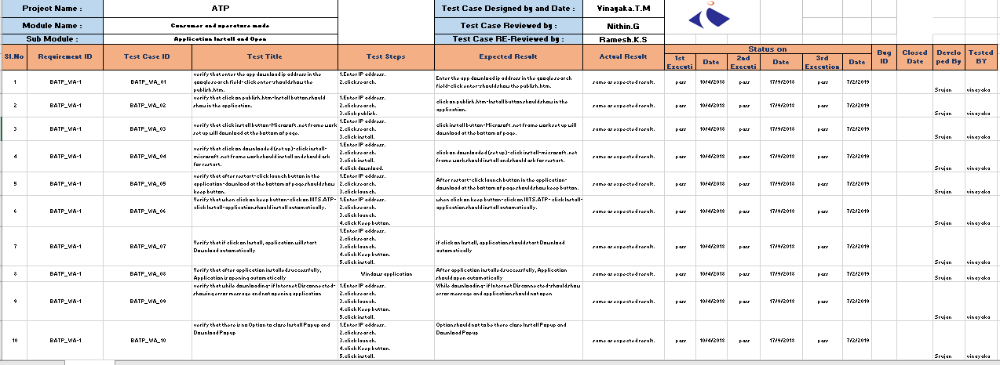 Project Name : ATP Test Case Designed by and Date : Vinayaka.T.M
Module Name : Consumer and operature mode Test Case Reviewed by : Nithin.G
Sub Module : Application Install and Open Test Case RE-Reviewed by : Ramesh.K.S
Sl.No Requirement ID Test Case ID Test Title Test Steps Expected Result Actual Result Status on Bug ID Closed Date Develo ped By Tested BY
1st Executi Date 2nd Executi Date 3rd Execution Date
1 BATP_WA-1 BATP_WA_01
verify that enter the app downloadip address in the
google search field-click enter-should show the
publish.htm.
1.Enter IP address.
2.click search.
Enter the app download ip address in the google search
field-click enter-should show the publish.htm.
same as expected result. pass 10/4/2018 pass 17/9/2018 pass 7/2/2019 Srujan vinayaka
2 BATP_WA-1 BATP_WA_02
verify that click on publish.htm-Install button should
show in the application.
1.Enter IP address.
2.click search.
3.click publish.
click on publish.htm-Install button should show in the
application.
same as expected result. pass 10/4/2018 pass 17/9/2018 pass 7/2/2019 Srujan vinayaka
3 BATP_WA-1 BATP_WA_03
verify that click install button-Microraft .net frame work
set up will download at the bottom of page.
1.Enter IP address.
2.click search.
3.click install.
click install button-Microraft .net frame work set up will
download at the bottom of page.
same as expected result. pass 10/4/2018 pass 17/9/2018 pass 7/2/2019 Srujan vinayaka
4 BATP_WA-1 BATP_WA_04
verify that click on downloaded (set up)-click install-
microraft .net frame work should install and should ask
for restart.
1.Enter IP address.
2.click search.
3.click install.
4.click download.
click on downloaded (set up)-click install-microraft .net
frame work should install and should ask for restart.
same as expected result. pass 10/4/2018 pass 17/9/2018 pass 7/2/2019 Srujan vinayaka
5 BATP_WA-1 BATP_WA_05
verify that after restart-click launch button in the
application-download at the bottom of page should show
keep button.
1.Enter IP address.
2.click search.
3.click launch.
After restart-click launch button in the application-
download at the bottom of page should show keep button.
same as expected result. pass 10/4/2018 pass 17/9/2018 pass 7/2/2019 Srujan vinayaka
6 BATP_WA-1 BATP_WA_06
Verify that when click on keep button-click on IIITS.ATP-
click Install-application should install automatically.
1.Enter IP address.
2.click search.
3.click launch.
4.click Keep button.
when click on keep button-click on IIITS.ATP- click Install-
application should install automatically.
same as expected result. pass 10/4/2018 pass 17/9/2018 pass 7/2/2019 Srujan vinayaka
7 BATP_WA-1 BATP_WA_07
Verify that if click on Install, application will start
Download automatically
1.Enter IP address.
2.click search.
3.click launch.
4.click Keep button.
5.click install.
if click on Install, application should start Download
automatically
same as expected result. pass 10/4/2018 pass 17/9/2018 pass 7/2/2019 Srujan vinayaka
8 BATP_WA-1 BATP_WA_08
Verify that after application installed successfully,
Application is opening automatically
Windows application
After application installed successfully, Application
should open automatically
same as expected result. pass 10/4/2018 pass 17/9/2018 pass 7/2/2019 Srujan vinayaka
9 BATP_WA-1 BATP_WA_09
verify that while downloading- if Internet Disconnected-
showing error message and not opening application
1.Enter IP address.
2.click search.
3.click launch.
4.click Keep button.
5.click install.
While downloading- if Internet Disconnected- should show
error message and application should not open
same as expected result. pass 10/4/2018 pass 17/9/2018 pass 7/2/2019 Srujan vinayaka
10 BATP_WA-1 BATP_WA_10
verify that there is no Option to close Install Popup and
Download Popup
1.Enter IP address.
2.click search.
3.click launch
4.click Keep button.
5.click install.
Option should not to be there close Install Popup and
Download Popup
same as expected result. pass 10/4/2018 pass 17/9/2018 pass 7/2/2019 Srujan vinayaka